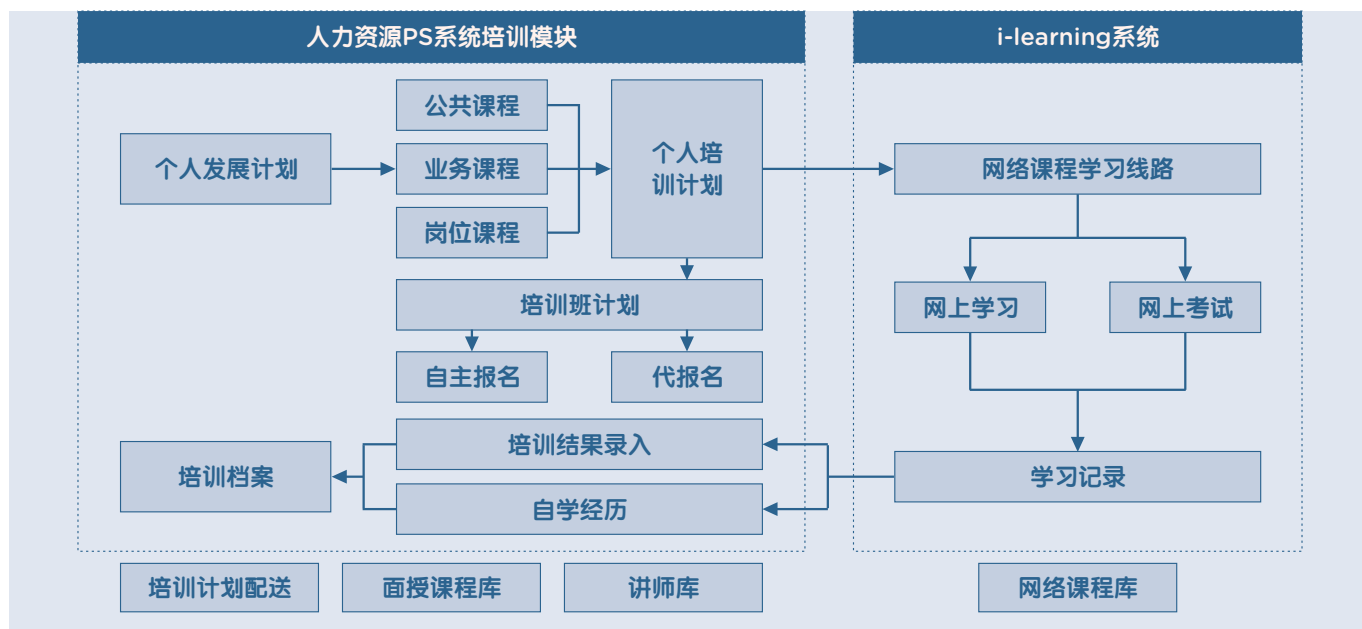 人力资源PS系统培训模块
i-learning系统
公共课程
个人发展计划
业务课程
岗位课程
个人培
训计划
网络课程学习线路
培训班计划
网上学习
网上考试
自主报名
代报名
培训结果录入
培训档案
自学经历
学习记录
培训计划配送
面授课程库
讲师库
网络课程库